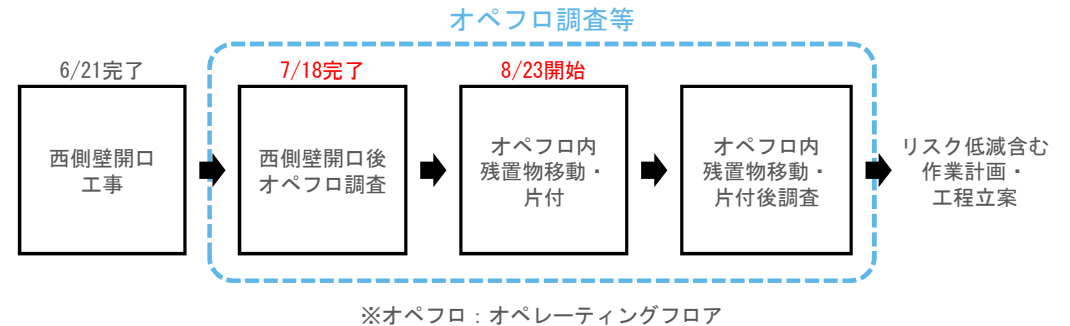 オペフロ調査等
6/21完了
西側壁開口
工事
7/18完了
西側壁開口後
オペフロ調査
8/23開始
オペフロ内
残置物移動・
片付
オペフロ内
残置物移動・
片付後調査
リスク低減含む
作業計画・
工程立案
※オペフロ：オペレーティングフロア